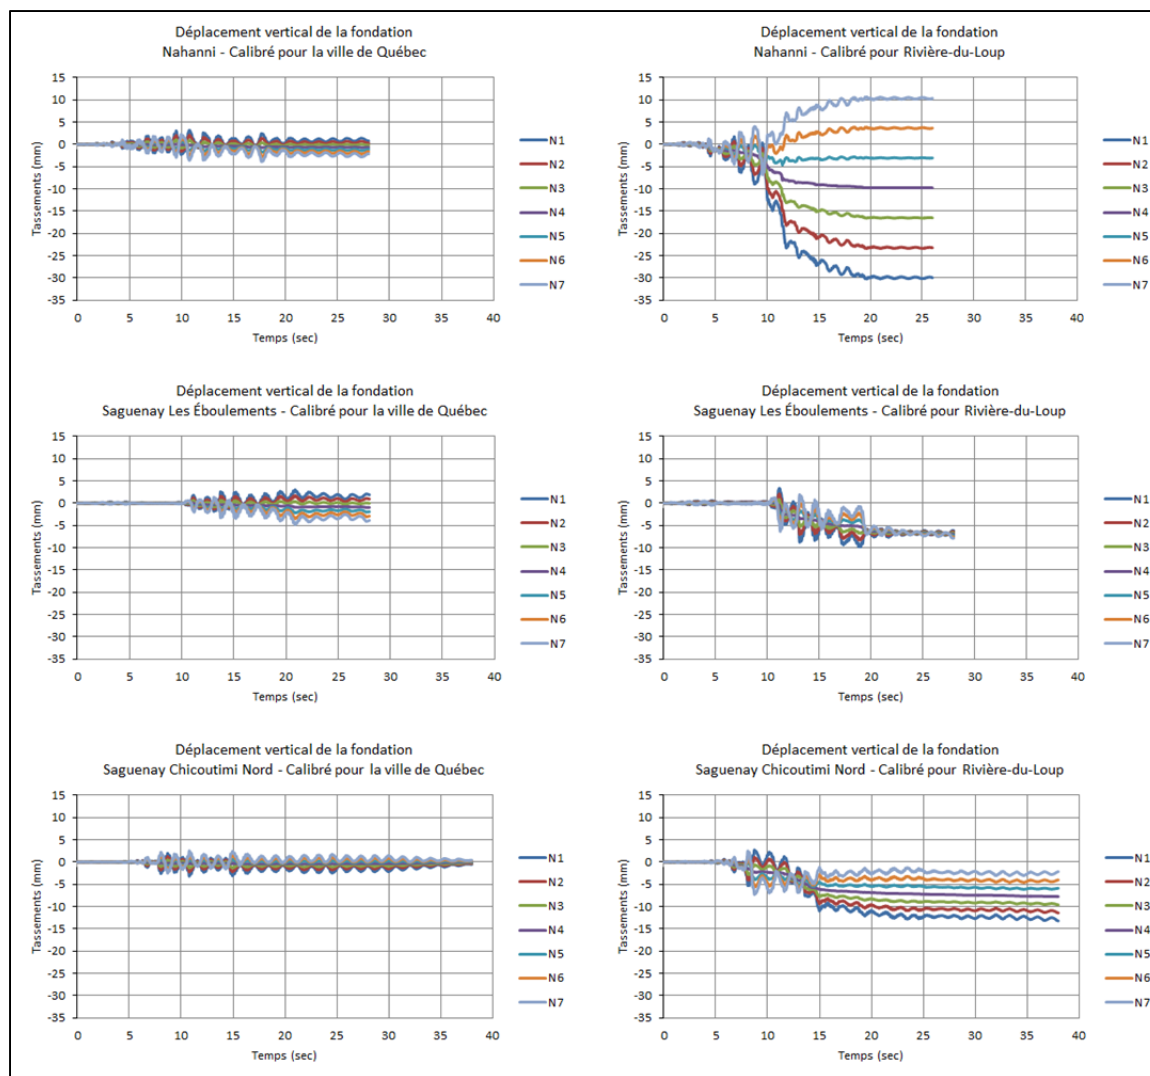 Déplacement vertical de la fondation
Nahanni - Calibré pour la ville de Québec
15
10
5
0
-5
-10
-15
-20
-25
-30
-35
Tassements (mm)
0 5 10 15 20 25 30 35 40
Temps (sec)
N1
N2
N3
N4
N5
N6
N7
Déplacement vertical de la fondation
Nahanni - Calibré pour Rivière-du-Loup
15
10
5
0
-5
-10
-15
-20
-25
-30
-35
Tassements (mm)
0 5 10 15 20 25 30 35 40
Temps (sec)
N1
N2
N3
N4
N5
N6
N7
Déplacement vertical de la fondation
Saguenay Les Éboulements - Calibré pour la ville de Québec
15
10
5
0
-5
-10
-15
-20
-25
-30
-35
Tassements (mm)
0 5 10 15 20 25 30 35 40
Temps (sec)
N1
N2
N3
N4
N5
N6
N7
Déplacement vertical de la fondation
Saguenay Les Éboulements - Calibré pour Rivière-du-Loup
15
10
5
0
-5
-10
-15
-20
-25
-30
-35
Tassements (mm)
0 5 10 15 20 25 30 35 40
Temps (sec)
N1
N2
N3
N4
N5
N6
N7
Déplacement vertical de la fondation
Saguenay Chicoutimi Nord - Calibré pour la ville de Québec
15
10
5
0
-5
-10
-15
-20
-25
-30
-35
Tassements (mm)
0 5 10 15 20 25 30 35 40
Temps (sec)
N1
N2
N3
N4
N5
N6
N7
Déplacement vertical de la fondation
Saguenay Chicoutimi Nord - Calibré pour Rivière-du-Loup
15
10
5
0
-5
-10
-15
-20
-25
-30
-35
Tassements (mm)
0 5 10 15 20 25 30 35 40
Temps (sec)
N1
N2
N3
N4
N5
N6
N7